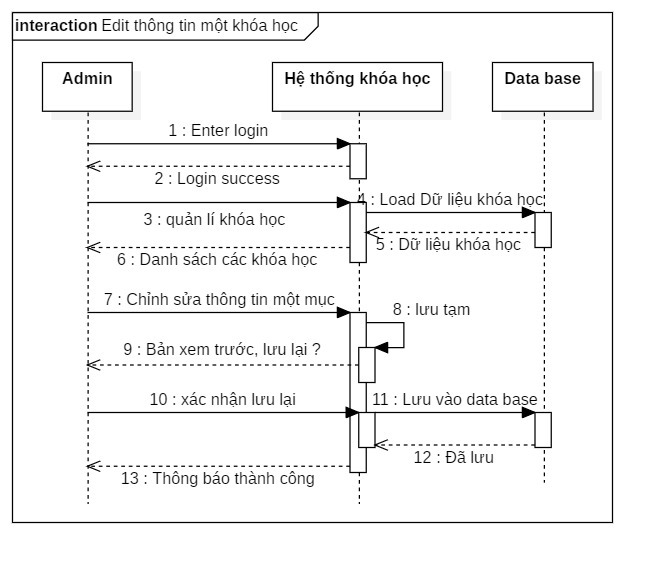 interaction Edit thông tin một khóa học
Admin
Hệ thống khóa học
Data base
1 : Enter login
2 : Login success
4 : Load Dữ liệu khóa học
3 : quản lí khóa học
5 : Dữ liệu khóa học
6 : Danh sách các khóa học
7 : Chỉnh sửa thông tin một mục
8 : lưu tạm
9 : Bản xem trước, lưu lại ?
10 : xác nhận lưu lại
11 : Lưu vào data base
12 : Đã lưu
13 : Thông báo thành công